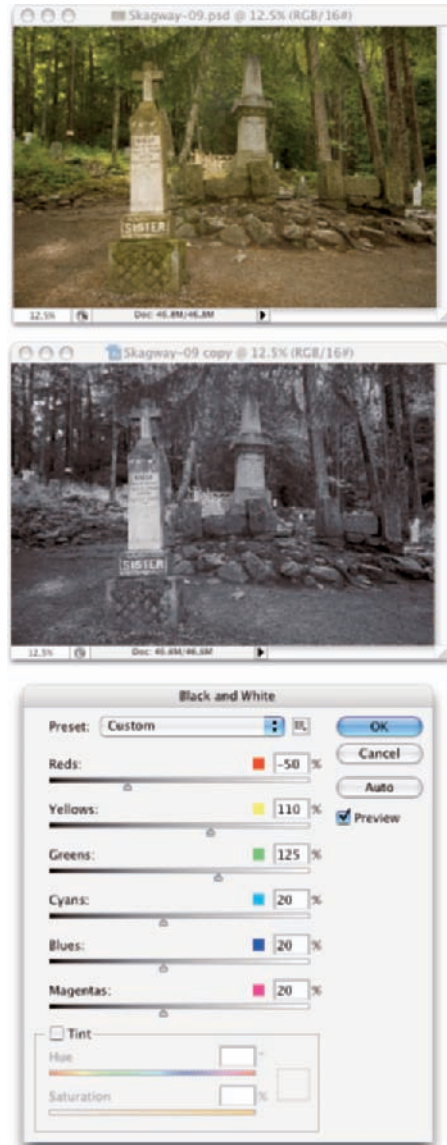 Skagway-09.psd @ 12.5% (RGB/16#)
SISTER
12.5% Doc: 46.8M/46.8M
Skagway-09 copy @ 12.5% (RGB/16#)
SISTER
12.5% Doc: 46.8M/46.8M
Black and White
Preset: Custom
OK
Cancel
Auto
Preview
Reds: -50 %
Yellows: 110 %
Greens: 125 %
Cyans: 20 %
Blues: 20 %
Magentas: 20 %
Tint
Hue °
Saturation %